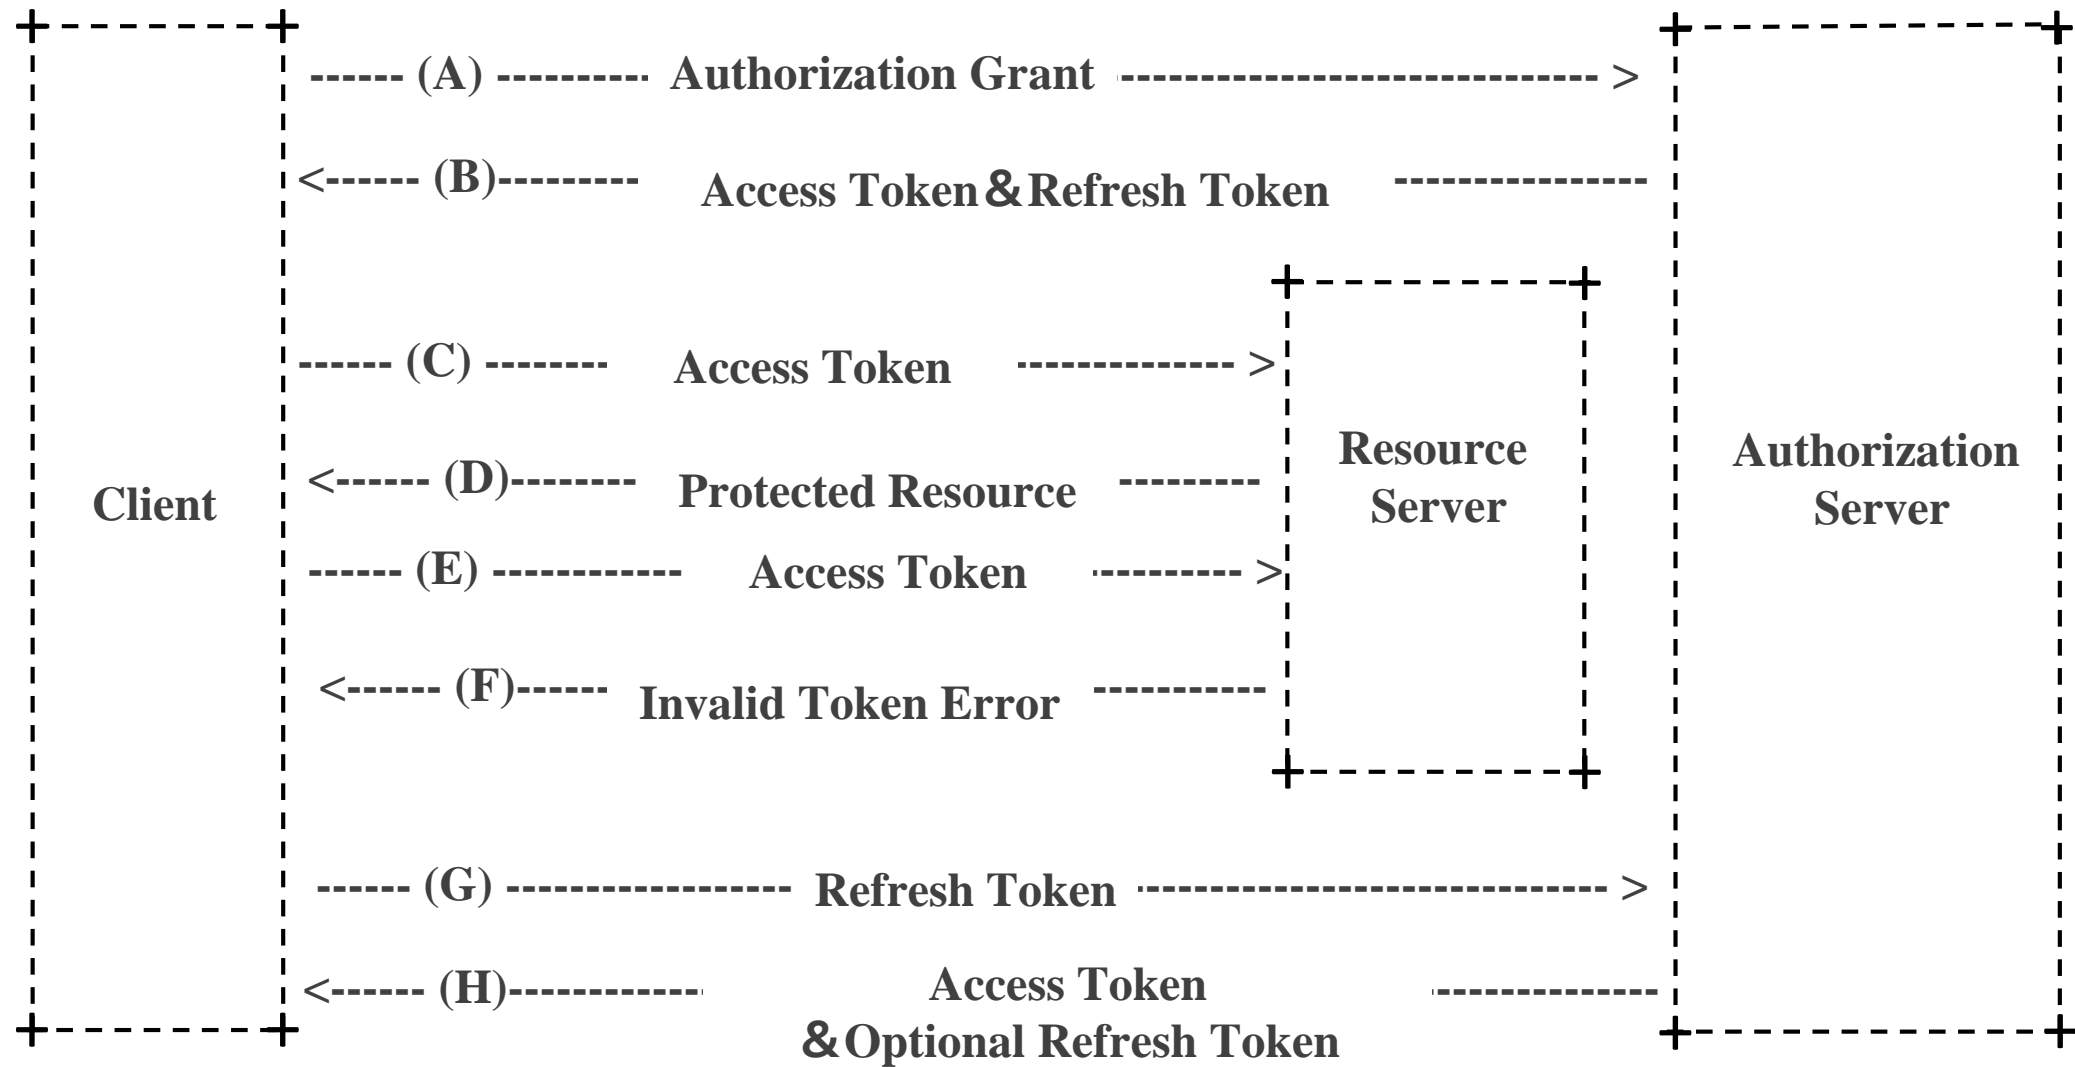 ------ (A) ---------- Authorization Grant ------------------------------- >
<------ (B)--------- Access Token&Refresh Token ----------------
------ (C) -------- Access Token -------------- >
<------ (D)-------- Protected Resource ---------
------ (E) ------------ Access Token ---------- >
<------ (F)------ Invalid Token Error -----------
Client
Resource
Server
Authorization
Server
------ (G) ------------------ Refresh Token ------------------------------ >
<------ (H)------------- Access Token ---------------
&Optional Refresh Token